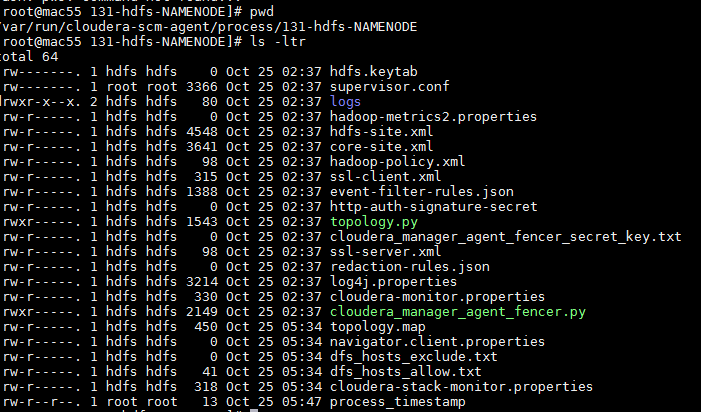 root@mac55 131-hdfs-NAMENODE]# pwd
/var/run/cloudera-scm-agent/process/131-hdfs-NAMENODE
root@mac55 131-hdfs-NAMENODE]# ls -ltr
total 64
rw-------. 1 hdfs hdfs 0 Oct 25 02:37 hdfs.keytab
rw-------. 1 root root 3366 Oct 25 02:37 supervisor.conf
drwxr-x--x. 2 hdfs hdfs 80 Oct 25 02:37 logs
rw-r-----. 1 hdfs hdfs 0 Oct 25 02:37 hadoop-metrics2.properties
rw-r-----. 1 hdfs hdfs 4548 Oct 25 02:37 hdfs-site.xml
rw-r-----. 1 hdfs hdfs 3641 Oct 25 02:37 core-site.xml
rw-r-----. 1 hdfs hdfs 98 Oct 25 02:37 hadoop-policy.xml
rw-r-----. 1 hdfs hdfs 315 Oct 25 02:37 ssl-client.xml
rw-r-----. 1 hdfs hdfs 1388 Oct 25 02:37 event-filter-rules.json
rw-r-----. 1 hdfs hdfs 0 Oct 25 02:37 http-auth-signature-secret
rwxr-----. 1 hdfs hdfs 1543 Oct 25 02:37 topology.py
rw-r-----. 1 hdfs hdfs 0 Oct 25 02:37 cloudera_manager_agent_fencer_secret_key.txt
rw-r-----. 1 hdfs hdfs 98 Oct 25 02:37 ssl-server.xml
rw-r-----. 1 hdfs hdfs 0 Oct 25 02:37 redaction-rules.json
rw-r-----. 1 hdfs hdfs 3214 Oct 25 02:37 log4j.properties
rw-r-----. 1 hdfs hdfs 330 Oct 25 02:37 cloudera-monitor.properties
rwxr-----. 1 hdfs hdfs 2149 Oct 25 02:37 cloudera_manager_agent_fencer.py
rw-r-----. 1 hdfs hdfs 450 Oct 25 05:34 topology.map
rw-r-----. 1 hdfs hdfs 0 Oct 25 05:34 navigator.client.properties
rw-r-----. 1 hdfs hdfs 0 Oct 25 05:34 dfs_hosts_exclude.txt
rw-r-----. 1 hdfs hdfs 41 Oct 25 05:34 dfs_hosts_allow.txt
rw-r-----. 1 hdfs hdfs 318 Oct 25 05:34 cloudera-stack-monitor.properties
rw-r--r--. 1 root root 13 Oct 25 05:47 process_timestamp